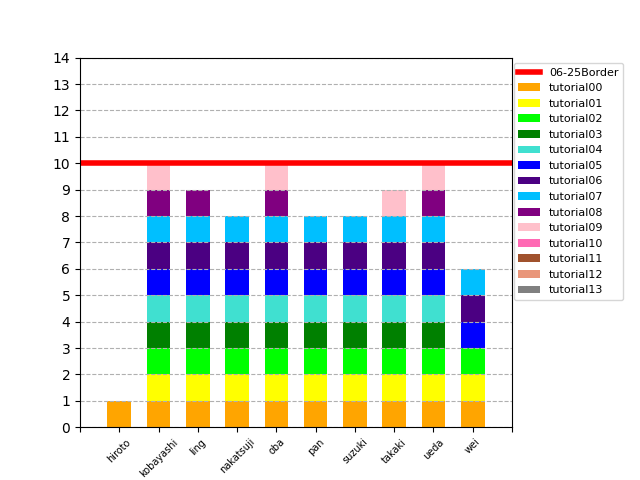 14
13
12
11
10
9
8
7
6
5
4
3
2
1
0
hiroto
kobayashi
ling
nakatsuji
oba
pan
suzuki
takaki
ueda
wei
06-25Border
tutorial00
tutorial01
tutorial02
tutorial03
tutorial04
tutorial05
tutorial06
tutorial07
tutorial08
tutorial09
tutorial10
tutorial11
tutorial12
tutorial13